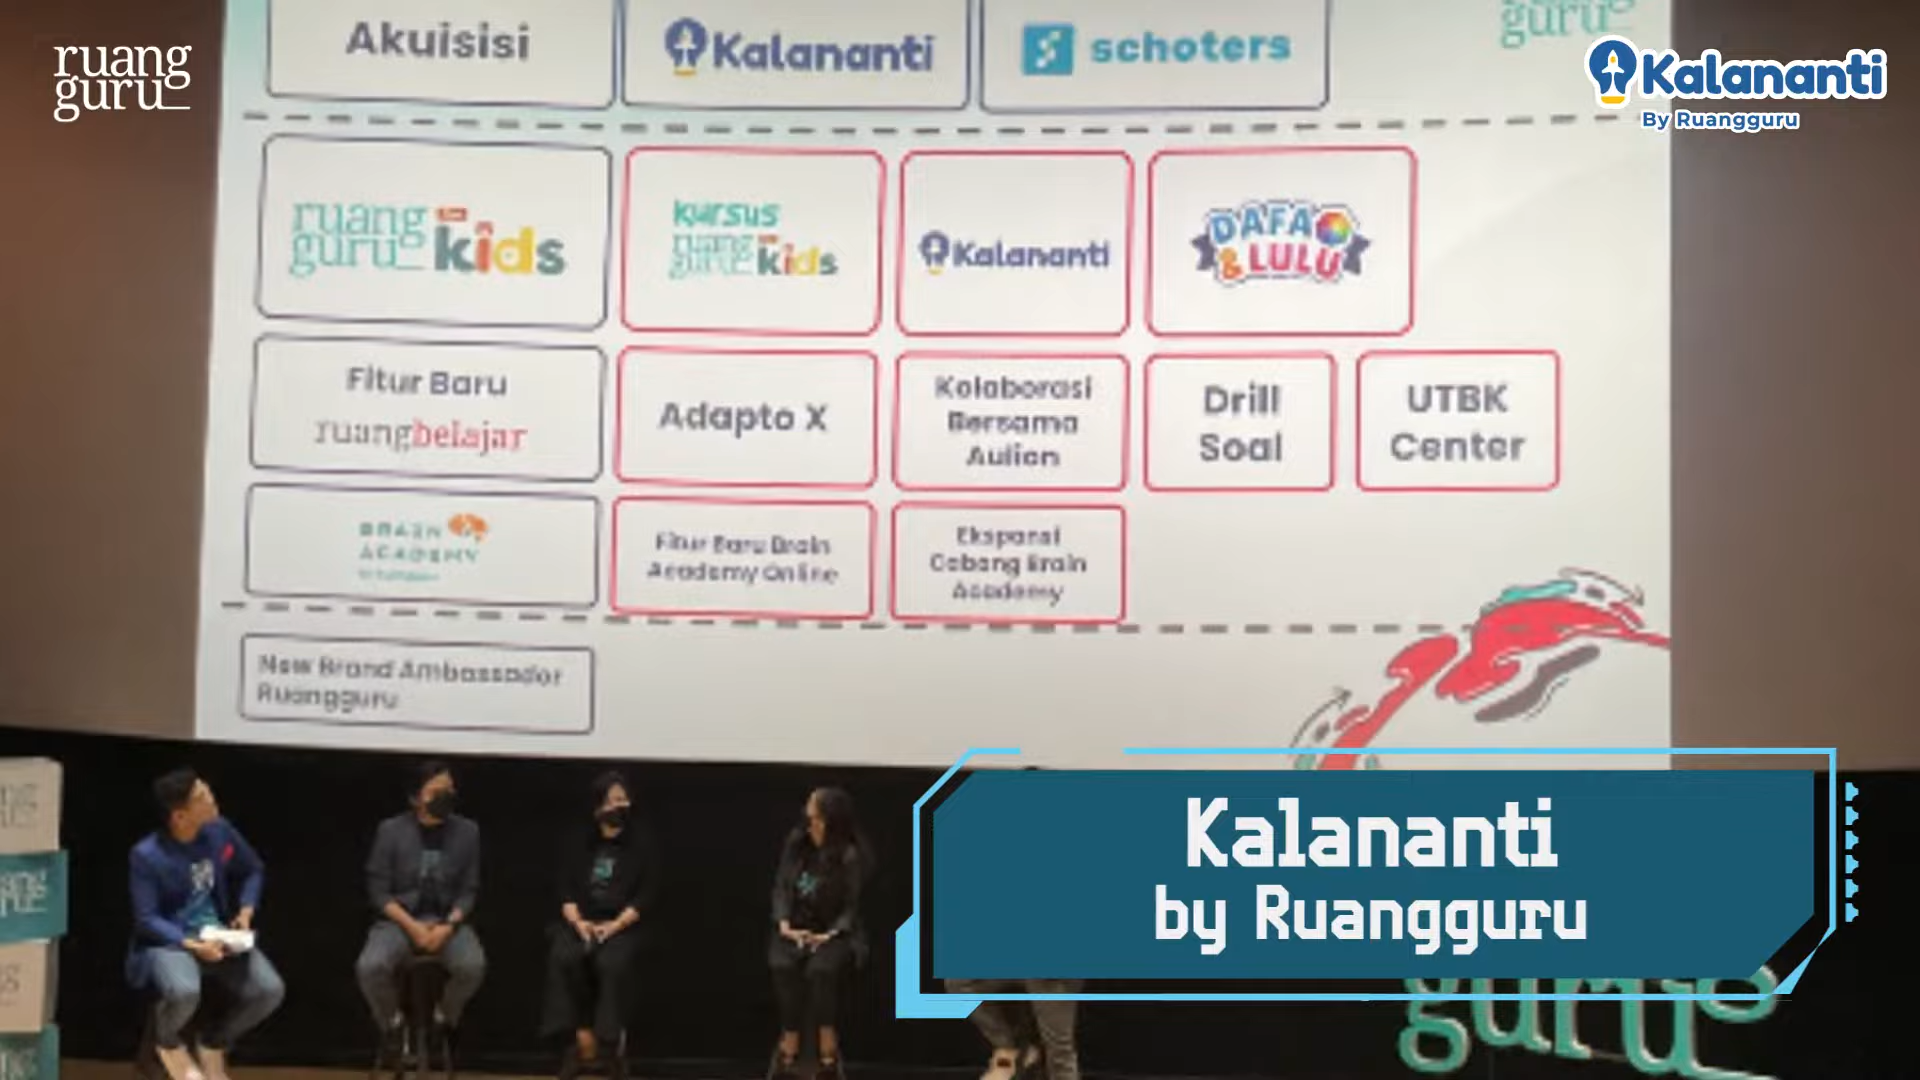 ruang
guru
Kalananti
By Ruangguru
Akuisisi
Kalananti
schoters
guru
ruang
guru
kids
kursus
ruang
guru
kids
Kalananti
DAFA
& LULU
Fitur Baru
ruangbelajar
Adapto X
Kolaborasi
Bersama
Aulion
Drill
Soal
UTBK
Center
BRAIN
ACADEMY
Fitur Baru Brain
Academy Online
Ekspansi
Cabang Brain
Academy
New Brand Ambassador
Ruangguru
Kalananti
by Ruangguru
guru